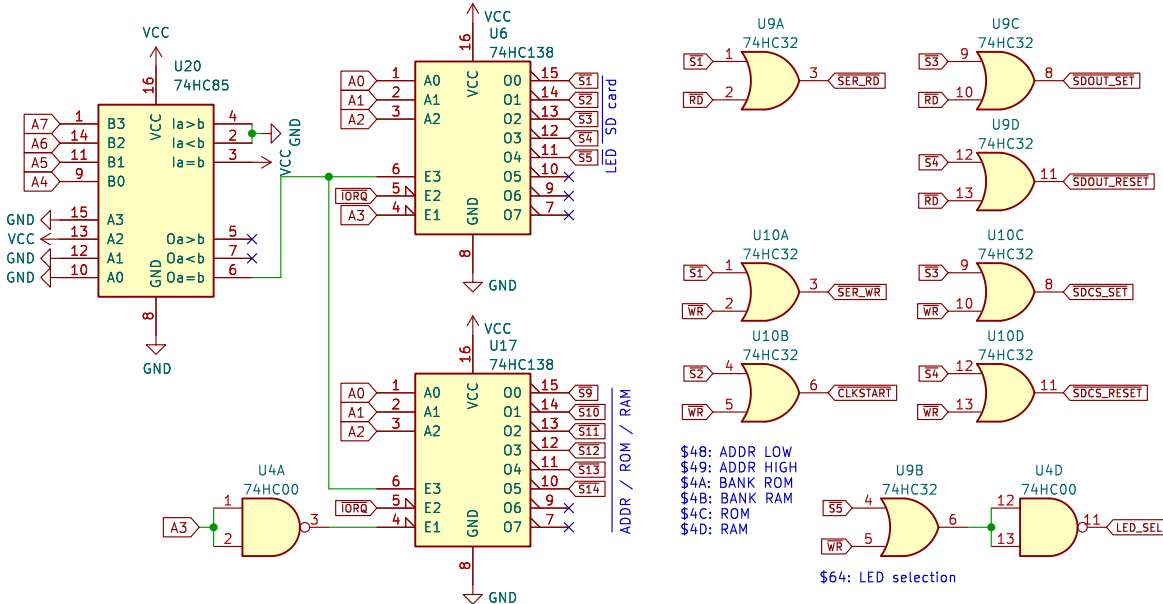 VCC
U20
74HC85
16
VCC
A7 1 B3
A6 14 B2
A5 11 B1
A4 9 B0
GND 15 A3
VCC 13 A2
GND 12 A1
GND 10 A0
Ia>b 4
Ia<b 2
Ia=b 3
GND
VCC
Oa>b 5
Oa<b 7
Oa=b 6
GND
8
GND
VCC
U6
74HC138
16
VCC
A0 1 A0
A1 2 A1
A2 3 A2
6 E3
IORQ 5 E2
A3 4 E1
O0 15 S1
O1 14 S2
O2 13 S3
O3 12 S4
O4 11 S5
O5 10
O6 9
O7 7
LED SD card
GND
8
GND
VCC
U17
74HC138
16
VCC
A0 1 A0
A1 2 A1
A2 3 A2
6 E3
IORQ 5 E2
4 E1
O0 15 S9
O1 14 S10
O2 13 S11
O3 12 S12
O4 11 S13
O5 10 S14
O6 9
O7 7
ADDR / ROM / RAM
GND
8
GND
U4A
74HC00
A3
1
2
3
U9A
74HC32
S1 1
RD 2
3 SER_RD
U9C
74HC32
S3 9
RD 10
8 SDOUT_SET
U9D
74HC32
S4 12
RD 13
11 SDOUT_RESET
U10A
74HC32
S1 1
WR 2
3 SER_WR
U10C
74HC32
S3 9
WR 10
8 SDCS_SET
U10B
74HC32
S2 4
WR 5
6 CLKSTART
U10D
74HC32
S4 12
WR 13
11 SDCS_RESET
$48: ADDR LOW
$49: ADDR HIGH
$4A: BANK ROM
$4B: BANK RAM
$4C: ROM
$4D: RAM
U9B
74HC32
S5 4
WR 5
6
U4D
74HC00
12
13
11 LED_SEL
$64: LED selection